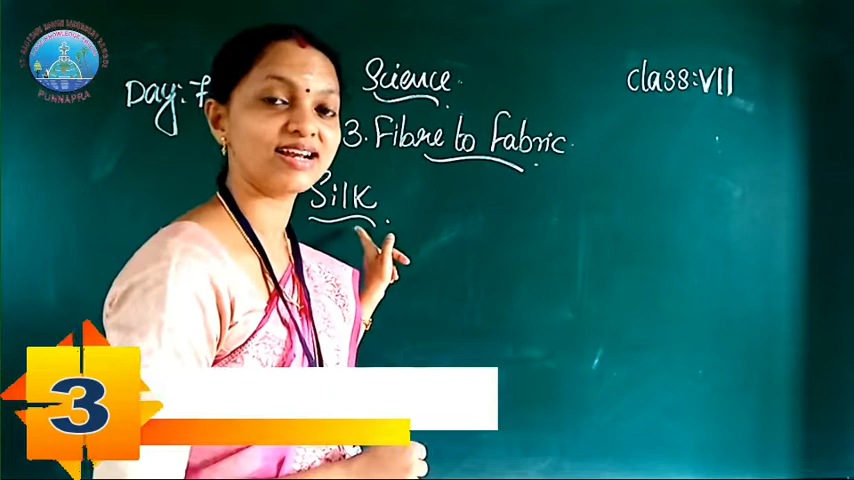 PUNNAPRA
Day: 7
Science
class: VII
3. Fibre to Fabric
Silk
3